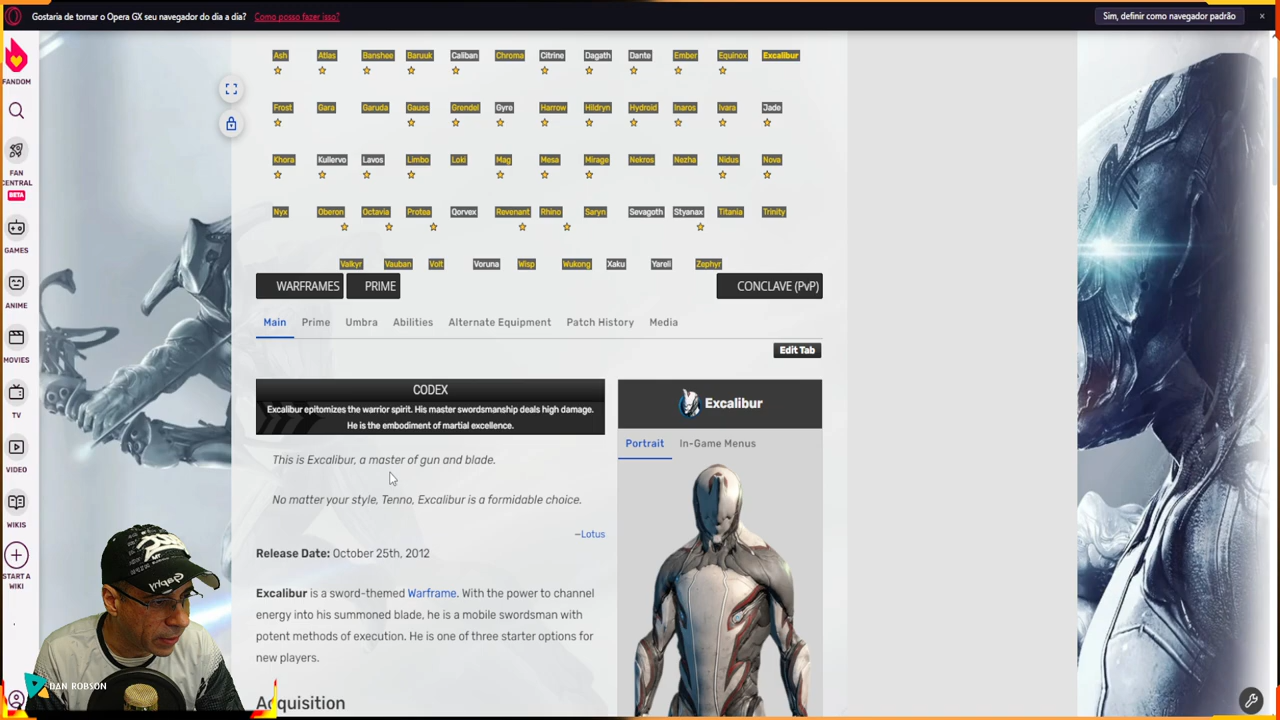 Gostaria de tornar o Opera GX seu navegador do dia a dia? Como posso fazer isso? Sim, definir como navegador padrão
FANDOM
FAN
CENTRAL
BETA
GAMES
ANIME
MOVIES
TV
VIDEO
WIKIS
START A
WIKI
Ash Atlas Banshee Baruuk Caliban Chroma Citrine Dagath Dante Ember Equinox Excalibur
Frost Gara Garuda Gauss Grendel Gyre Harrow Hildryn Hydroid Inaros Ivara Jade
Khora Kullervo Lavos Limbo Loki Mag Mesa Mirage Nekros Nezha Nidus Nova
Nyx Oberon Octavia Protea Qorvex Revenant Rhino Saryn Sevagoth Styanax Titania Trinity
Valkyr Vauban Volt Voruna Wisp Wukong Xaku Yareli Zephyr
WARFRAMES PRIME CONCLAVE (PvP)
Main Prime Umbra Abilities Alternate Equipment Patch History Media
Edit Tab
CODEX
Excalibur epitomizes the warrior spirit. His master swordsmanship deals high damage.
He is the embodiment of martial excellence.
This is Excalibur, a master of gun and blade.
No matter your style, Tenno, Excalibur is a formidable choice.
—Lotus
Release Date: October 25th, 2012
Excalibur is a sword-themed Warframe. With the power to channel
energy into his summoned blade, he is a mobile swordsman with
potent methods of execution. He is one of three starter options for
new players.
Acquisition
Excalibur
Portrait In-Game Menus
DAN ROBSON